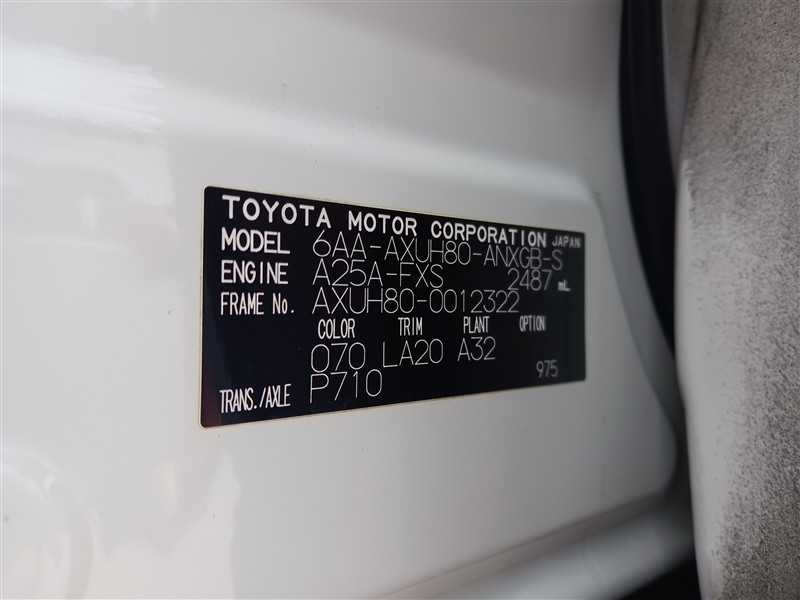 TOYOTA MOTOR CORPORATION JAPAN
MODEL 6AA-AXUH80-ANXGB-S
ENGINE A25A-FXS 2487 mL
FRAME No. AXUH80-0012322
COLOR TRIM PLANT OPTION
070 LA20 A32
TRANS./AXLE P710 975